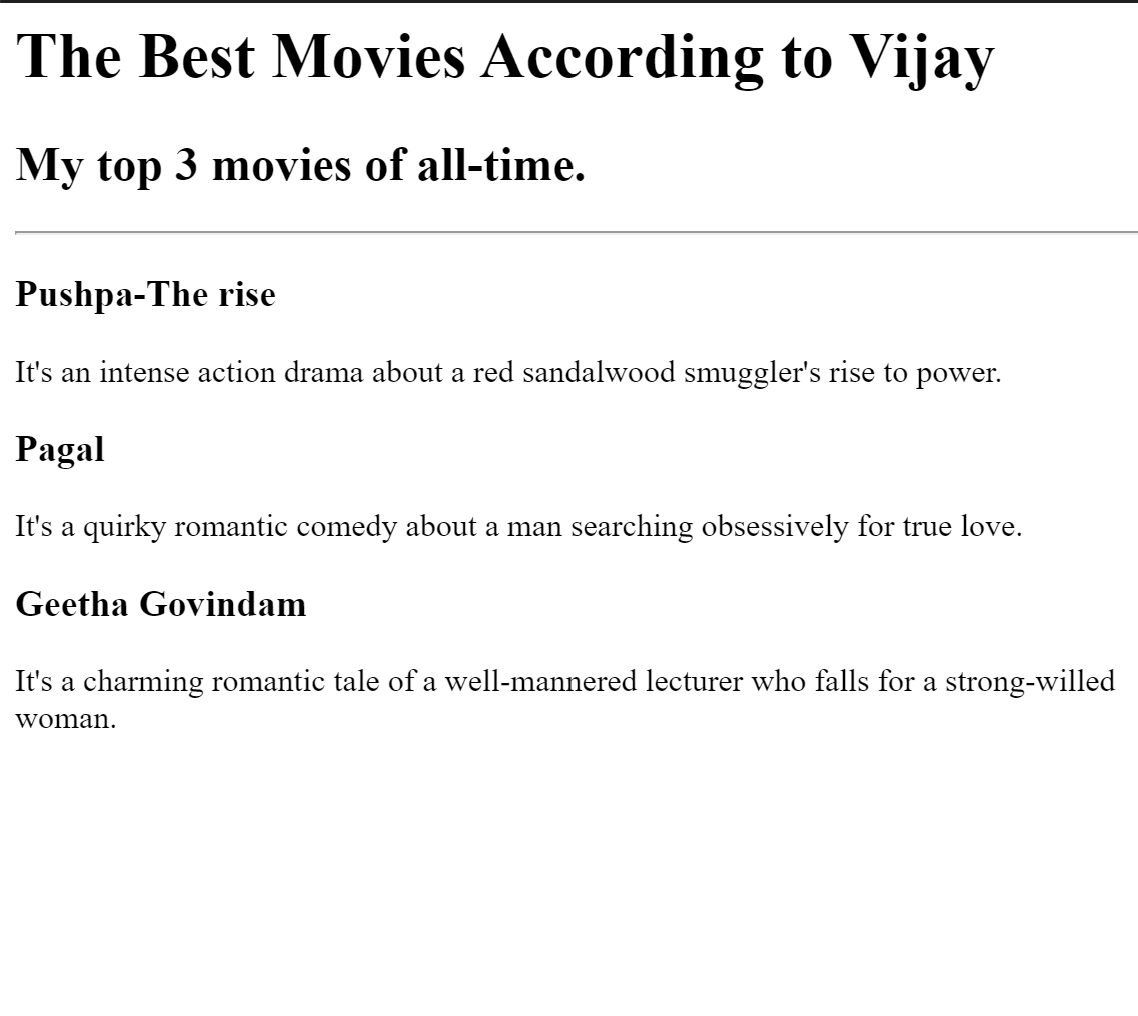 The Best Movies According to Vijay
My top 3 movies of all-time.
Pushpa-The rise
It's an intense action drama about a red sandalwood smuggler's rise to power.
Pagal
It's a quirky romantic comedy about a man searching obsessively for true love.
Geetha Govindam
It's a charming romantic tale of a well-mannered lecturer who falls for a strong-willed
woman.